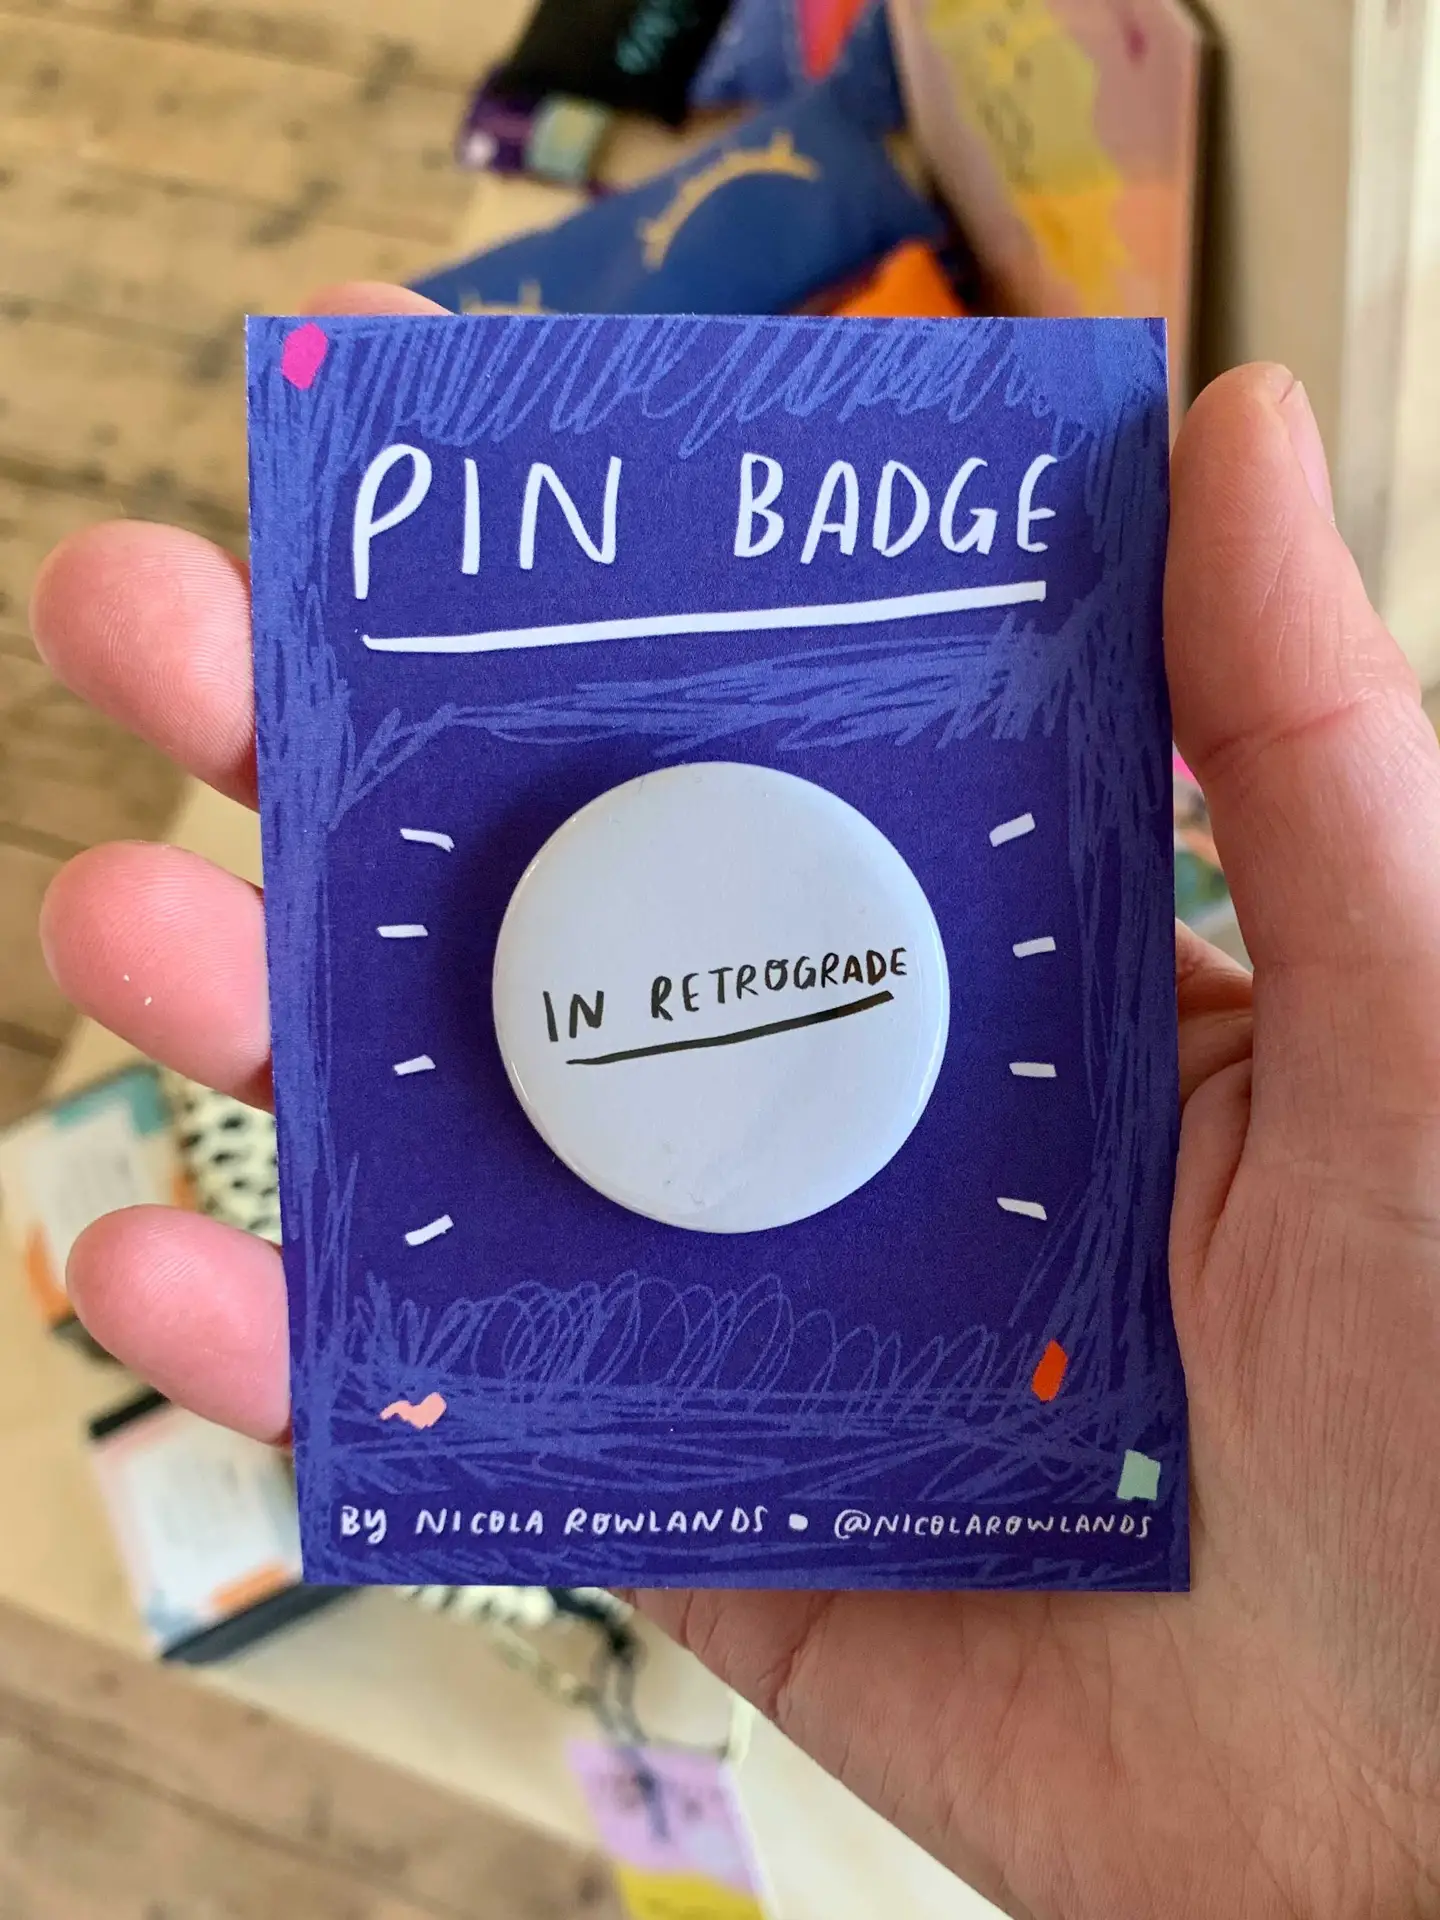 PIN BADGE
IN RETROGRADE
BY NICOLA ROWLANDS • @NICOLAROWLANDS